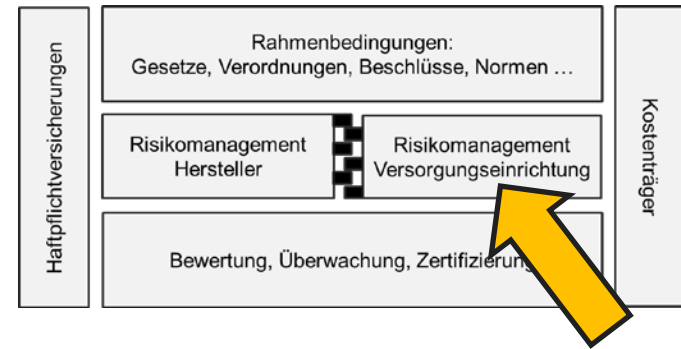 Haftpflichtversicherungen
Rahmenbedingungen:
Gesetze, Verordnungen, Beschlüsse, Normen …
Risikomanagement
Hersteller
Risikomanagement
Versorgungseinrichtung
Bewertung, Überwachung, Zertifizierung
Kostenträger